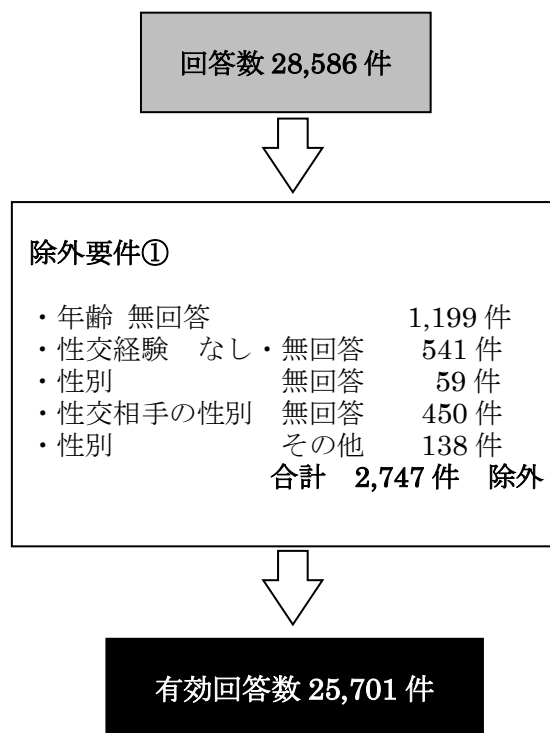 回答数 28,586 件
除外要件①
・年齢 無回答 1,199 件
・性交経験 なし・無回答 541 件
・性別 無回答 59 件
・性交相手の性別 無回答 450 件
・性別 その他 138 件
合計 2,747 件 除外
有効回答数 25,701 件